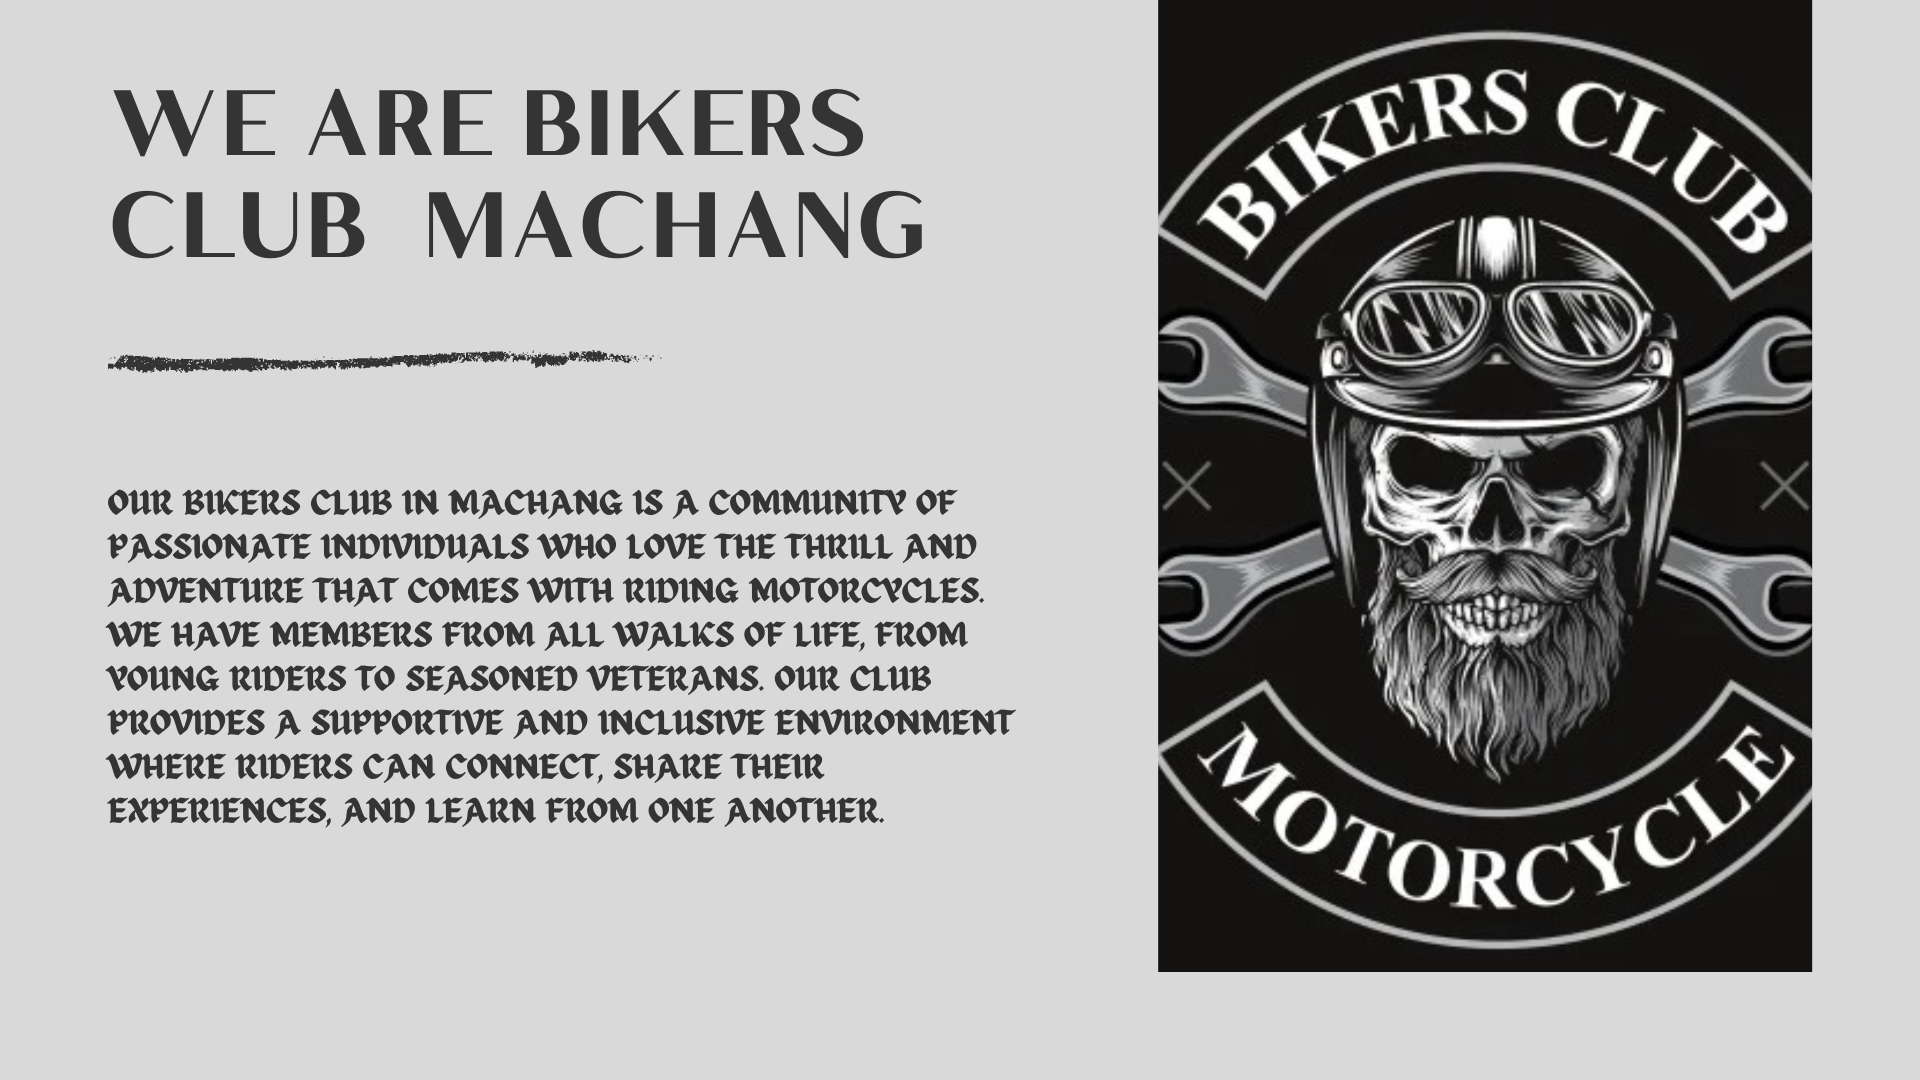 WE ARE BIKERS
CLUB MACHANG
OUR BIKERS CLUB IN MACHANG IS A COMMUNITY OF
PASSIONATE INDIVIDUALS WHO LOVE THE THRILL AND
ADVENTURE THAT COMES WITH RIDING MOTORCYCLES.
WE HAVE MEMBERS FROM ALL WALKS OF LIFE, FROM
YOUNG RIDERS TO SEASONED VETERANS. OUR CLUB
PROVIDES A SUPPORTIVE AND INCLUSIVE ENVIRONMENT
WHERE RIDERS CAN CONNECT, SHARE THEIR
EXPERIENCES, AND LEARN FROM ONE ANOTHER.
BIKERS CLUB
MOTORCYCLE